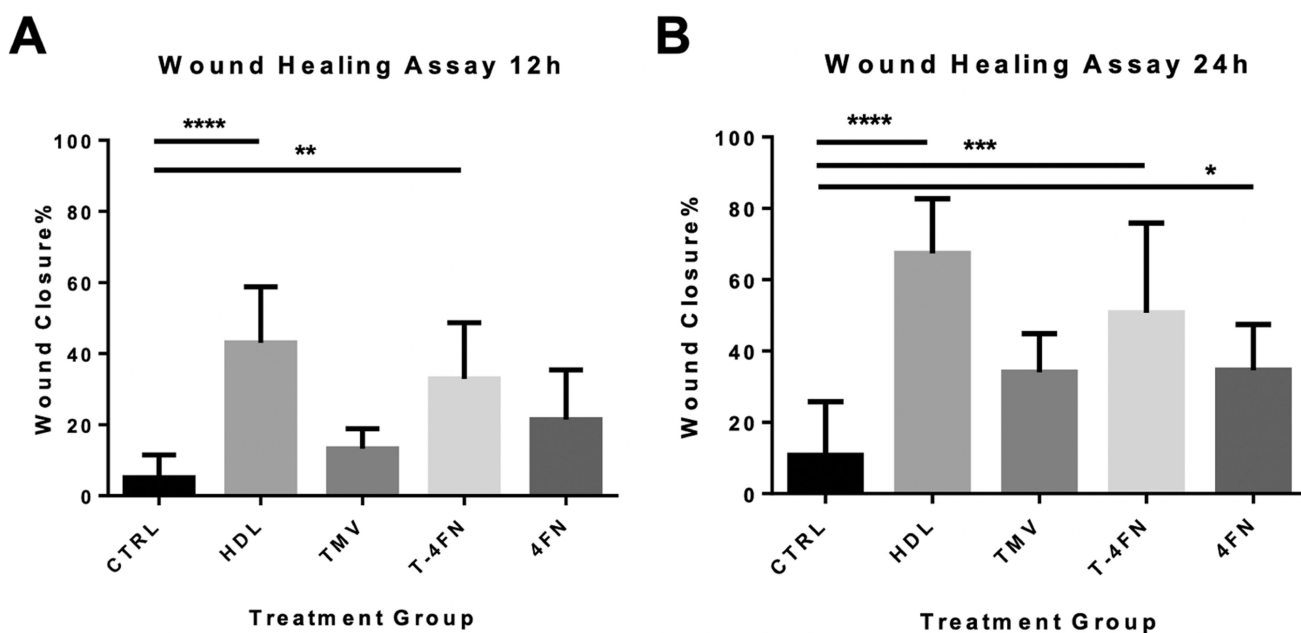 A
Wound Healing Assay 12h
****
**
Wound Closure%
100
80
60
40
20
0
CTRL
HDL
TMV
T-4FN
4FN
Treatment Group
B
Wound Healing Assay 24h
****
***
*
Wound Closure%
100
80
60
40
20
0
CTRL
HDL
TMV
T-4FN
4FN
Treatment Group